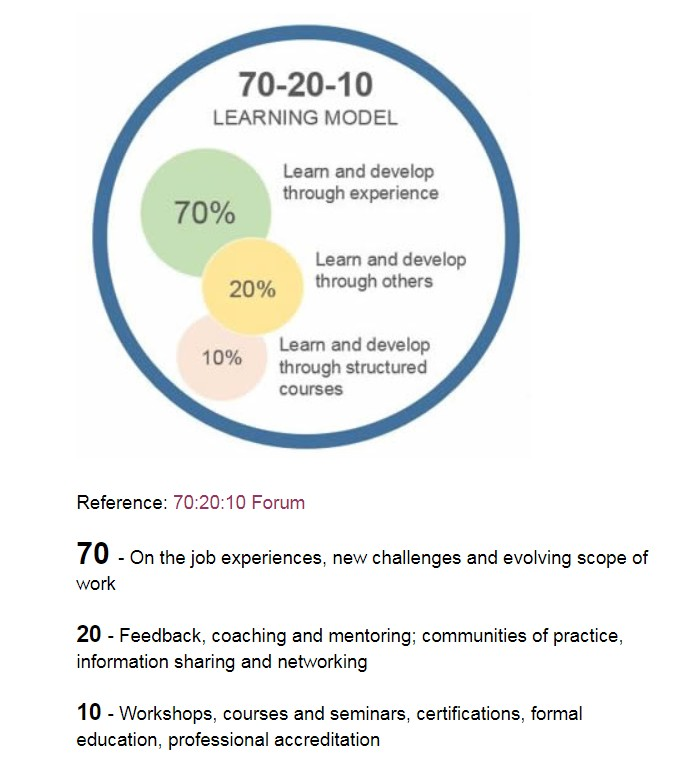 70-20-10
LEARNING MODEL
70%
Learn and develop
through experience
20%
Learn and develop
through others
10%
Learn and develop
through structured
courses
Reference: 70:20:10 Forum
70 - On the job experiences, new challenges and evolving scope of
work
20 - Feedback, coaching and mentoring; communities of practice,
information sharing and networking
10 - Workshops, courses and seminars, certifications, formal
education, professional accreditation